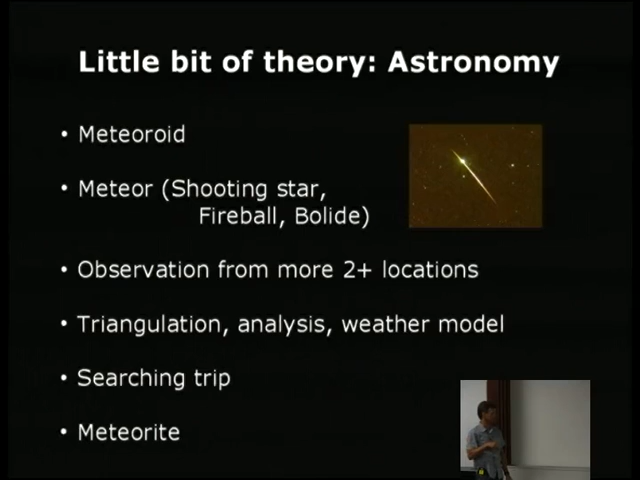 Little bit of theory: Astronomy
• Meteoroid
• Meteor (Shooting star,
Fireball, Bolide)
• Observation from more 2+ locations
• Triangulation, analysis, weather model
• Searching trip
• Meteorite